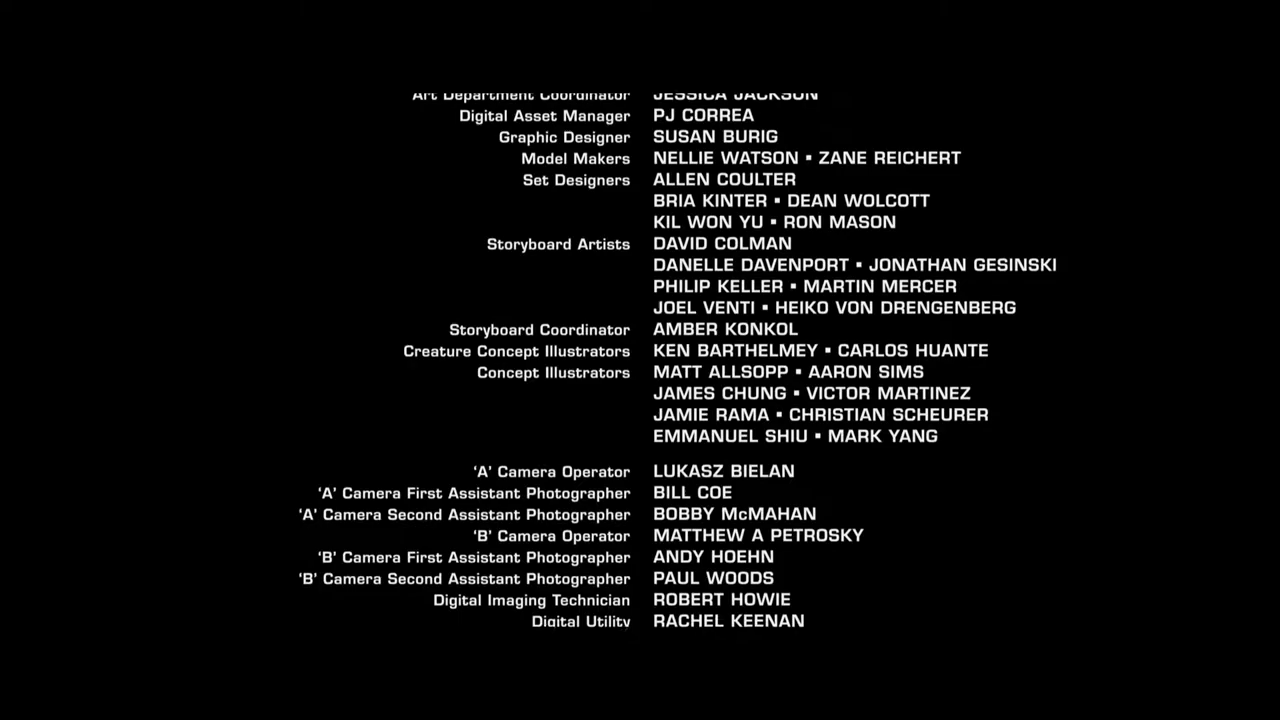 Art Department Coordinator JESSICA JACKSON
Digital Asset Manager PJ CORREA
Graphic Designer SUSAN BURIG
Model Makers NELLIE WATSON ▪ ZANE REICHERT
Set Designers ALLEN COULTER
BRIA KINTER ▪ DEAN WOLCOTT
KIL WON YU ▪ RON MASON
Storyboard Artists DAVID COLMAN
DANELLE DAVENPORT ▪ JONATHAN GESINSKI
PHILIP KELLER ▪ MARTIN MERCER
JOEL VENTI ▪ HEIKO VON DRENGENBERG
Storyboard Coordinator AMBER KONKOL
Creature Concept Illustrators KEN BARTHELMEY ▪ CARLOS HUANTE
Concept Illustrators MATT ALLSOPP ▪ AARON SIMS
JAMES CHUNG ▪ VICTOR MARTINEZ
JAMIE RAMA ▪ CHRISTIAN SCHEURER
EMMANUEL SHIU ▪ MARK YANG
‘A’ Camera Operator LUKASZ BIELAN
‘A’ Camera First Assistant Photographer BILL COE
‘A’ Camera Second Assistant Photographer BOBBY McMAHAN
‘B’ Camera Operator MATTHEW A PETROSKY
‘B’ Camera First Assistant Photographer ANDY HOEHN
‘B’ Camera Second Assistant Photographer PAUL WOODS
Digital Imaging Technician ROBERT HOWIE
Digital Utility RACHEL KEENAN